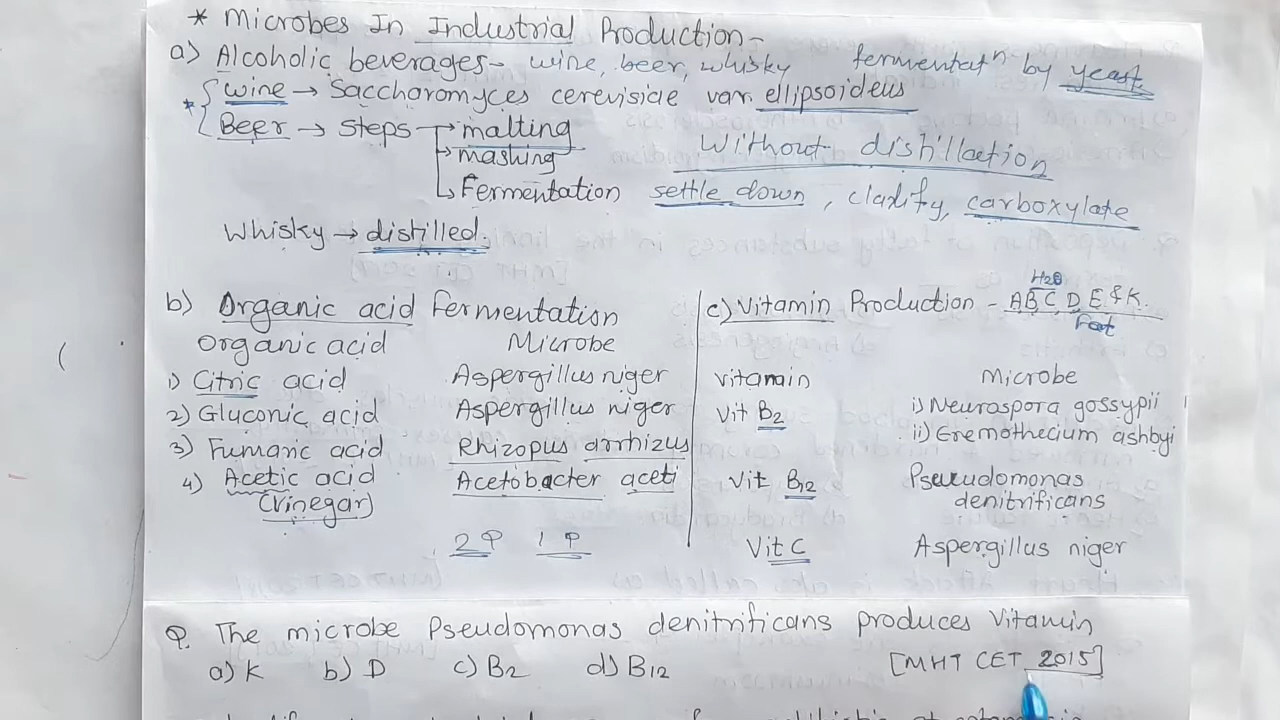 * Microbes In Industrial Production -
a) Alcoholic beverages - wine, beer, whisky fermentatⁿ by yeast
* { wine → Saccharomyces cerevisiae var. ellipsoideus
Beer → steps → malting
→ mashing
→ Fermentation
Without distillation
settle down, clarify, carboxylate
Whisky → distilled.
b) Organic acid Fermentation
Organic acid Microbe
1) Citric acid Aspergillus niger
2) Gluconic acid Aspergillus niger
3) Fumaric acid Rhizopus arrhizus
4) Acetic acid Acetobacter aceti
(Vinegar)
2φ 1φ
H2O
c) Vitamin Production - ABC, D, E & K.
Fat
vitamin Microbe
Vit B2 i) Neuraspora gossypii
ii) Eremothecium ashbyi
Vit B12 Pseudomonas
denitrificans
Vit C Aspergillus niger
Q. The microbe Pseudomonas denitrificans produces Vitamin
a) K b) D c) B2 d) B12 [MHT CET 2015]